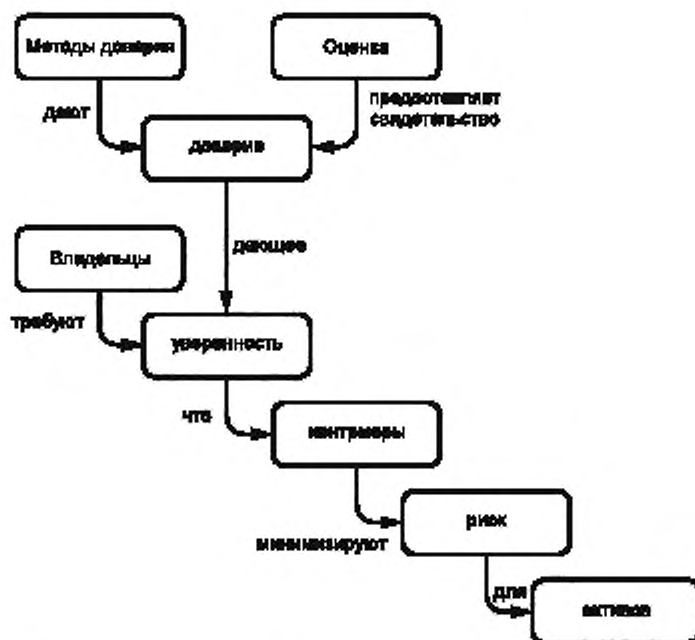 Методы доверия
Оценка
дают
предоставляет
свидетельство
доверие
дающее
Владельцы
требуют
уверенность
что
контрмеры
минимизируют
риск
для
активов